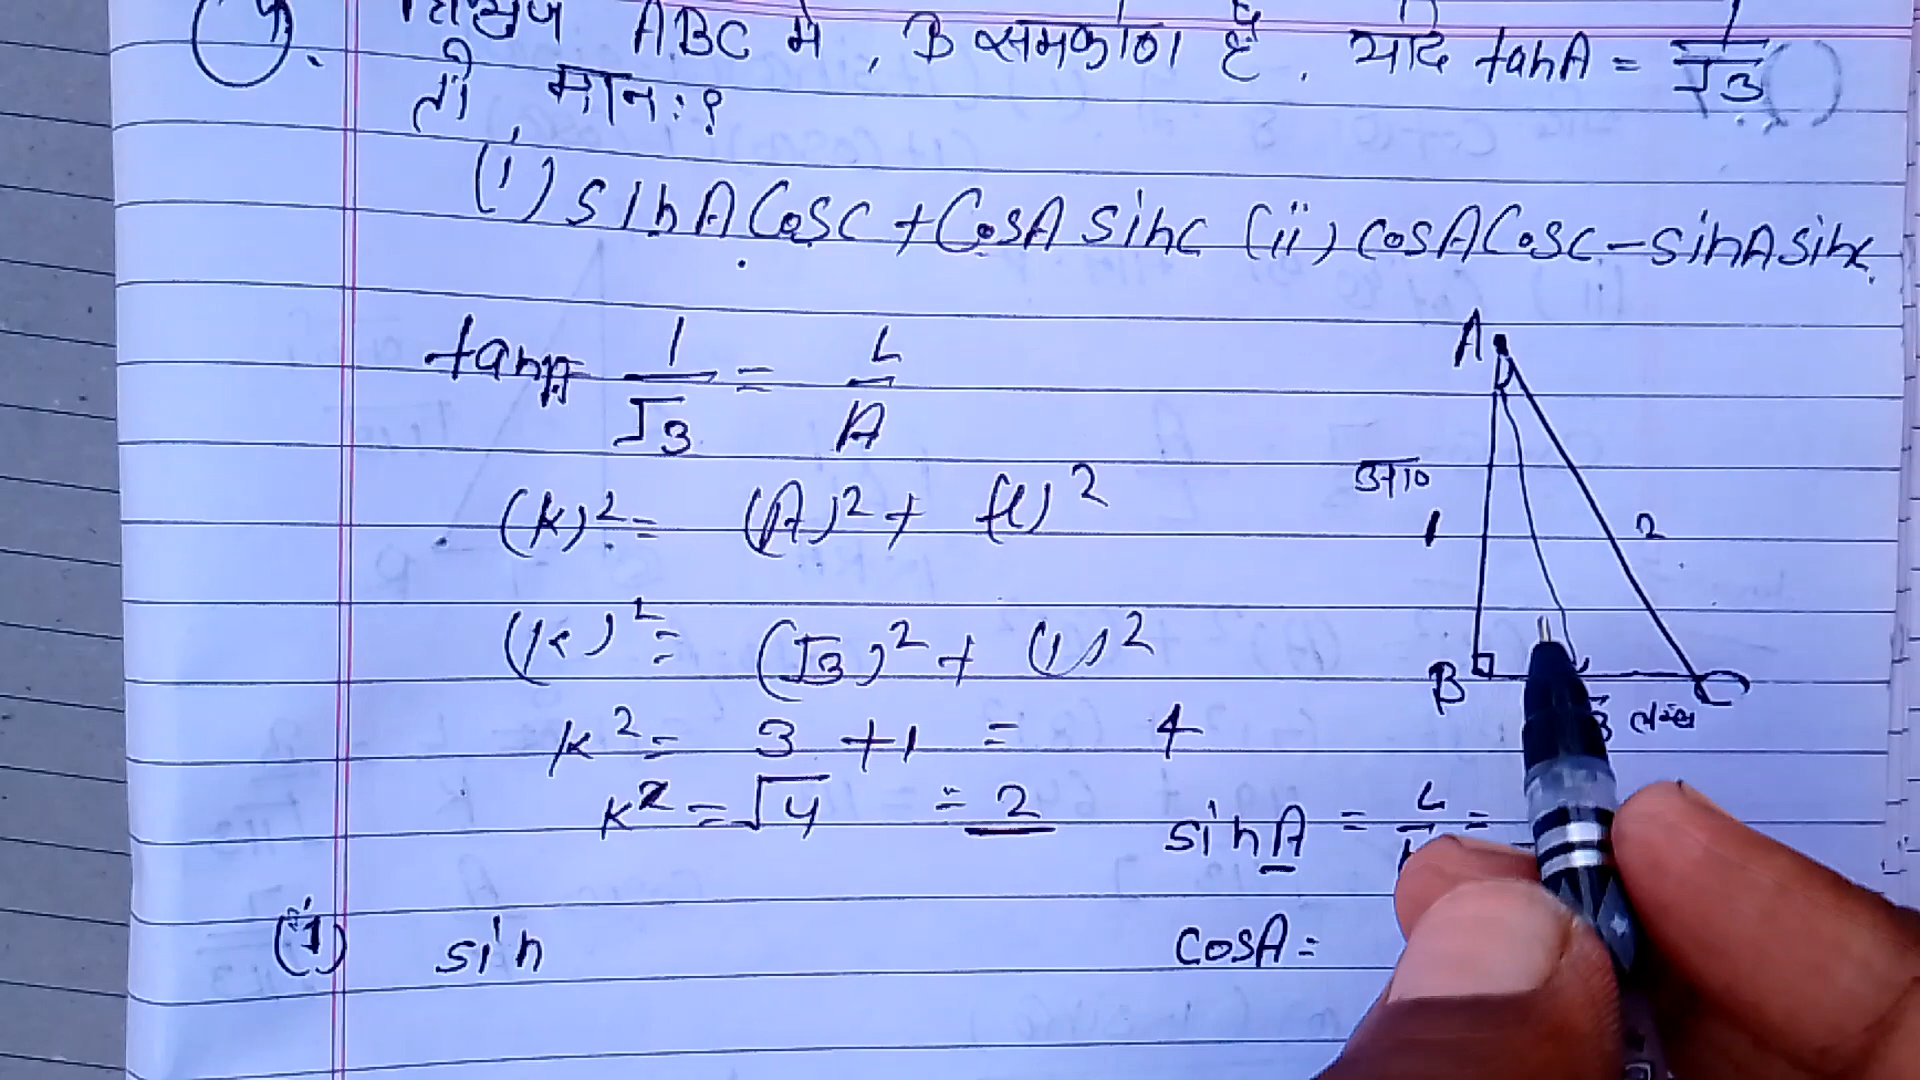 त्रिभुज ABC में, B समकोण है. यदि tanA = 1/√3
तो, मान:?
(i) sinA CosC + CosA sinC (ii) cosA CosC - sinA sinC.
tanA = 1/√3 = L/A
A
आ0
(k)² = (A)² + (l)²
1
2
(k)² = (√3)² + (1)²
B
C
3 लम्ब
k² = 3 + 1 = 4
k² = √4 = 2
sinA = L/K =
(i) sin
cosA =